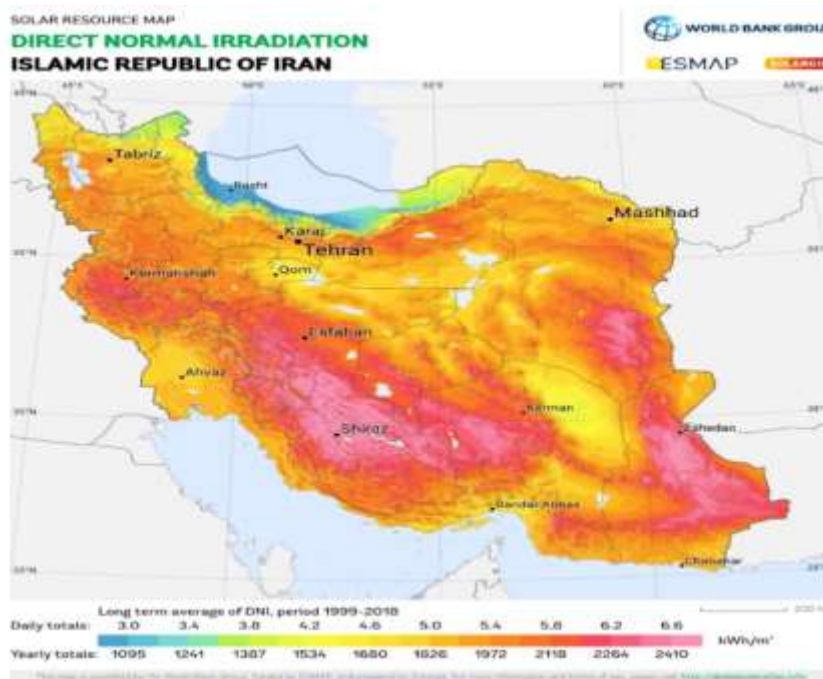 SOLAR RESOURCE MAP
DIRECT NORMAL IRRADIATION
ISLAMIC REPUBLIC OF IRAN
WORLD BANK GROU
ESMAP
SOLARGIS
Tabriz
Rasht
Karaj
Tehran
Mashhad
Qom
Kermanshah
Esfahan
Ahvaz
Kerman
Shiraz
Zahedan
Bandar Abbas
Chabahar
Long term average of DNI, period 1999-2018
Daily totals: 3.0 3.4 3.8 4.2 4.6 5.0 5.4 5.8 6.2 6.6
kWh/m²
Yearly totals: 1095 1241 1387 1534 1680 1826 1972 2118 2264 2410